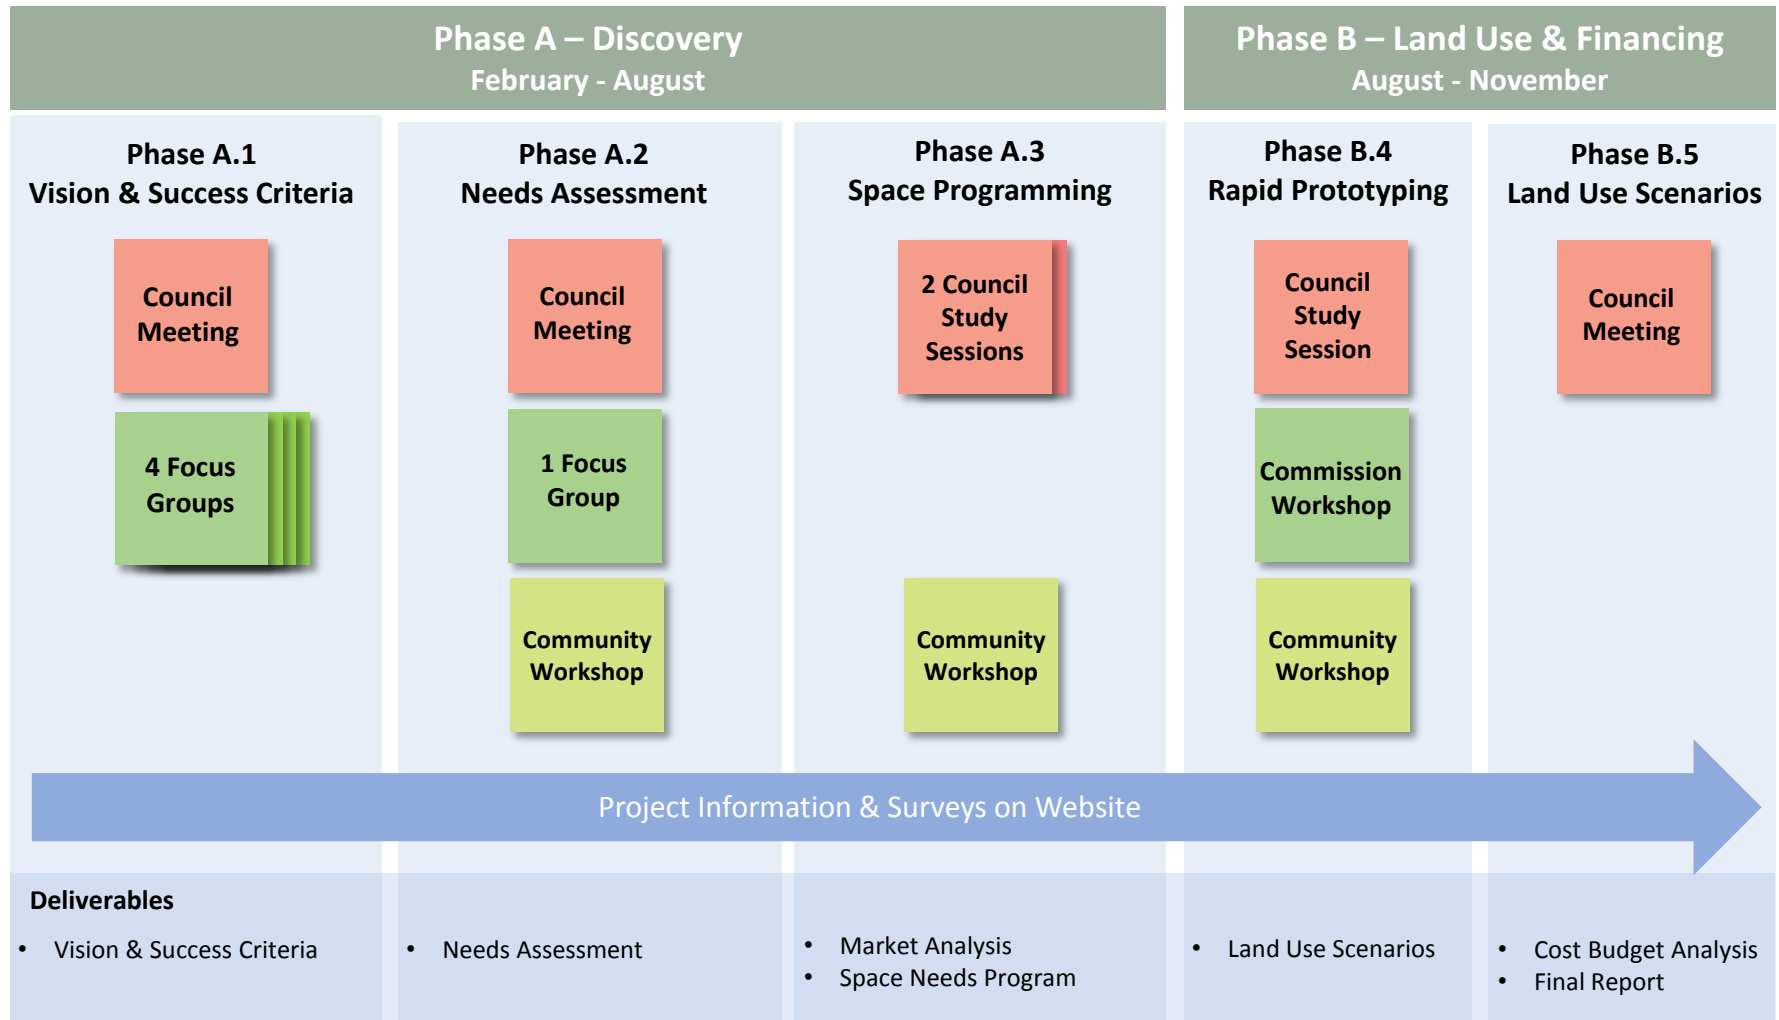 Phase A – Discovery
February - August
Phase B – Land Use & Financing
August - November
Phase A.1
Vision & Success Criteria
Council
Meeting
4 Focus
Groups
Phase A.2
Needs Assessment
Council
Meeting
1 Focus
Group
Community
Workshop
Phase A.3
Space Programming
2 Council
Study
Sessions
Community
Workshop
Phase B.4
Rapid Prototyping
Council
Study
Session
Commission
Workshop
Community
Workshop
Phase B.5
Land Use Scenarios
Council
Meeting
Project Information & Surveys on Website
Deliverables
• Vision & Success Criteria
• Needs Assessment
• Market Analysis
• Space Needs Program
• Land Use Scenarios
• Cost Budget Analysis
• Final Report